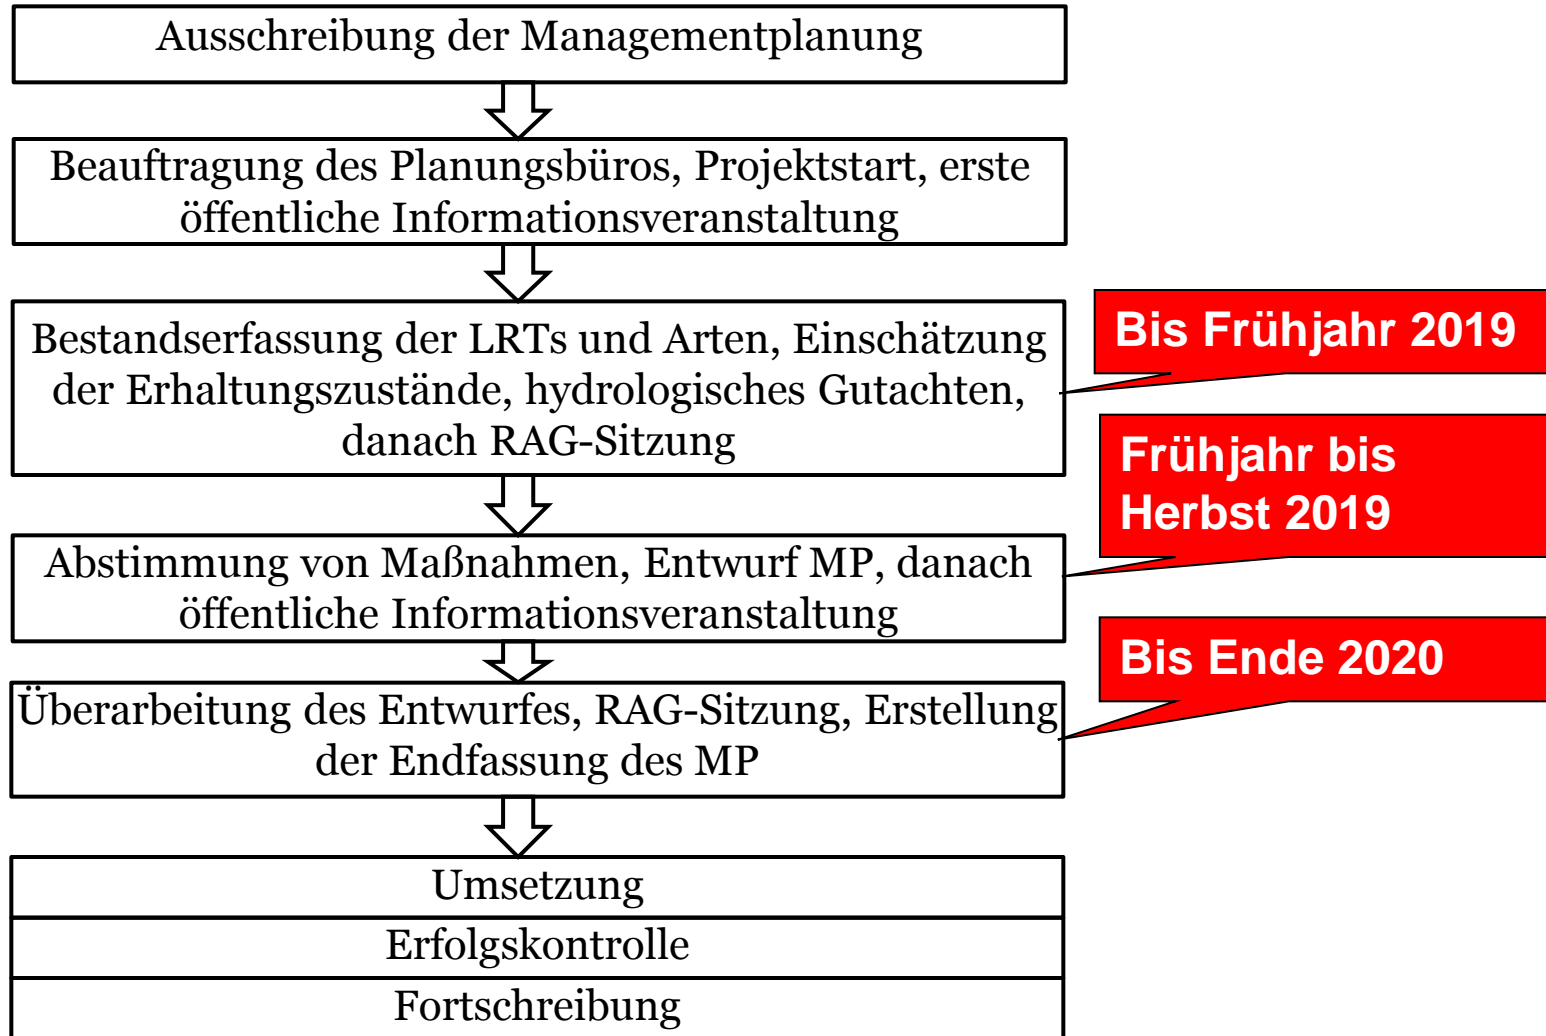 Ausschreibung der Managementplanung
Beauftragung des Planungsbüros, Projektstart, erste
öffentliche Informationsveranstaltung
Bestandserfassung der LRTs und Arten, Einschätzung
der Erhaltungszustände, hydrologisches Gutachten,
danach RAG-Sitzung
Bis Frühjahr 2019
Abstimmung von Maßnahmen, Entwurf MP, danach
öffentliche Informationsveranstaltung
Frühjahr bis
Herbst 2019
Überarbeitung des Entwurfes, RAG-Sitzung, Erstellung
der Endfassung des MP
Bis Ende 2020
Umsetzung
Erfolgskontrolle
Fortschreibung